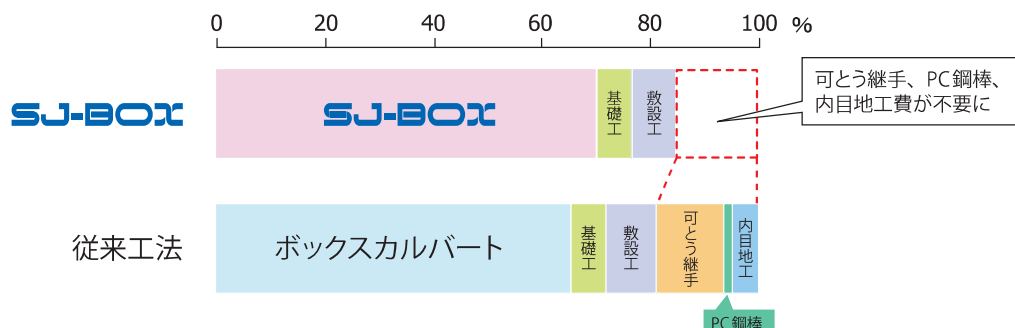 0 20 40 60 80 100 %
SJ-BOX
SJ-BOX
基礎工
敷設工
可とう継手、PC鋼棒、
内目地工費が不要に
従来工法
ボックスカルバート
基礎工
敷設工
可とう継手
内目地工
PC鋼棒